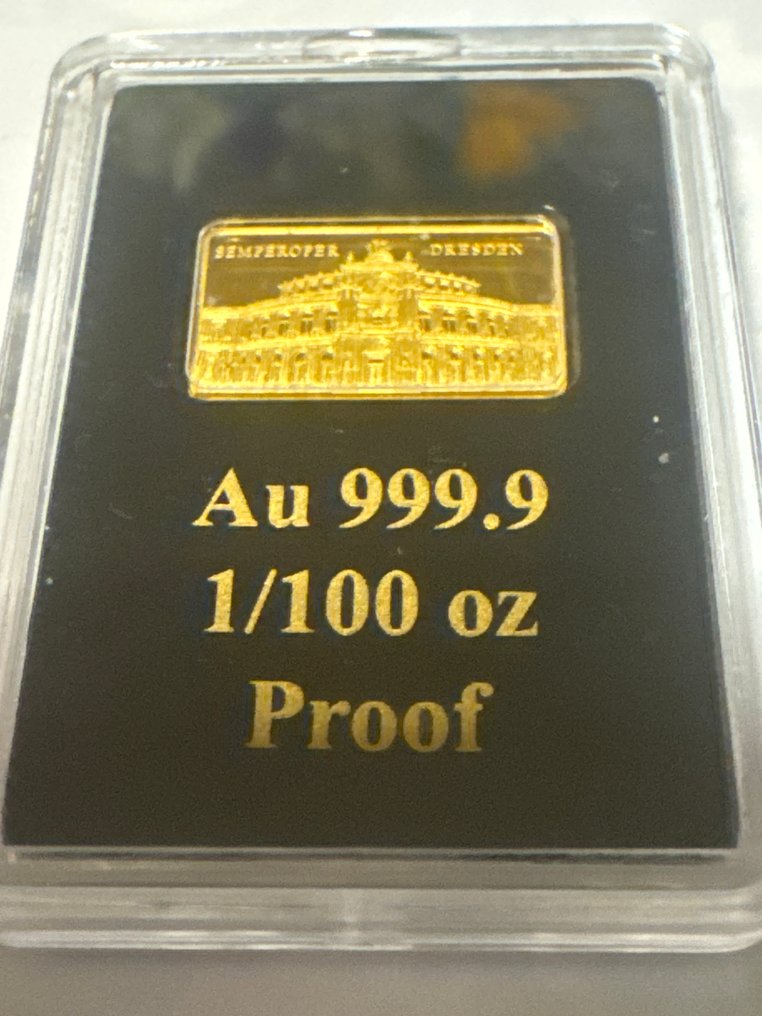 SEMPEROPER DRESDEN
Au 999.9
1/100 oz
Proof